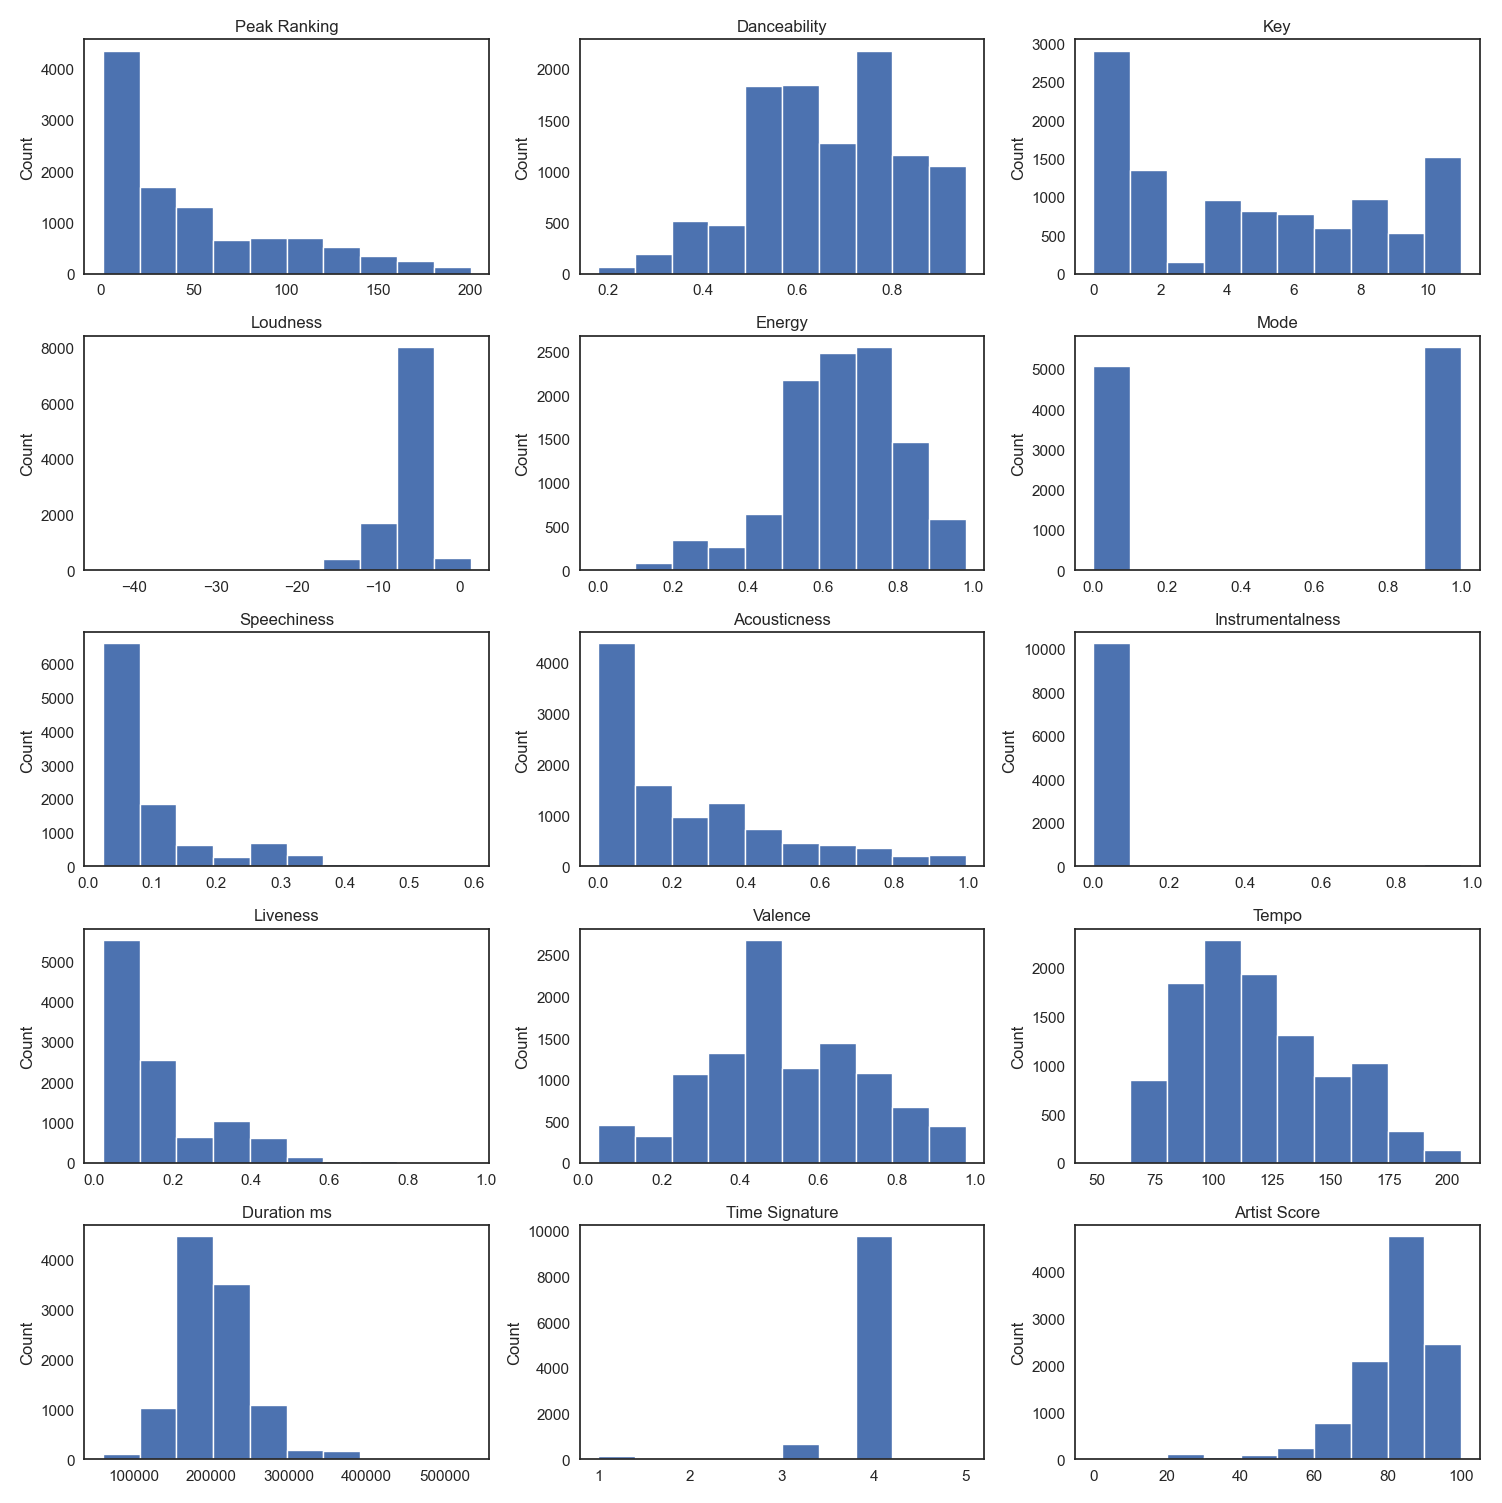 Peak Ranking
Count
4000
3000
2000
1000
0
0 50 100 150 200
Danceability
Count
2000
1500
1000
500
0
0.2 0.4 0.6 0.8
Key
Count
3000
2500
2000
1500
1000
500
0
0 2 4 6 8 10
Loudness
Count
8000
6000
4000
2000
0
−40 −30 −20 −10 0
Energy
Count
2500
2000
1500
1000
500
0
0.0 0.2 0.4 0.6 0.8 1.0
Mode
Count
5000
4000
3000
2000
1000
0
0.0 0.2 0.4 0.6 0.8 1.0
Speechiness
Count
6000
5000
4000
3000
2000
1000
0
0.0 0.1 0.2 0.3 0.4 0.5 0.6
Acousticness
Count
4000
3000
2000
1000
0
0.0 0.2 0.4 0.6 0.8 1.0
Instrumentalness
Count
10000
8000
6000
4000
2000
0
0.0 0.2 0.4 0.6 0.8 1.0
Liveness
Count
5000
4000
3000
2000
1000
0
0.0 0.2 0.4 0.6 0.8 1.0
Valence
Count
2500
2000
1500
1000
500
0
0.0 0.2 0.4 0.6 0.8 1.0
Tempo
Count
2000
1500
1000
500
0
50 75 100 125 150 175 200
Duration ms
Count
4000
3000
2000
1000
0
100000 200000 300000 400000 500000
Time Signature
Count
10000
8000
6000
4000
2000
0
1 2 3 4 5
Artist Score
Count
4000
3000
2000
1000
0
0 20 40 60 80 100